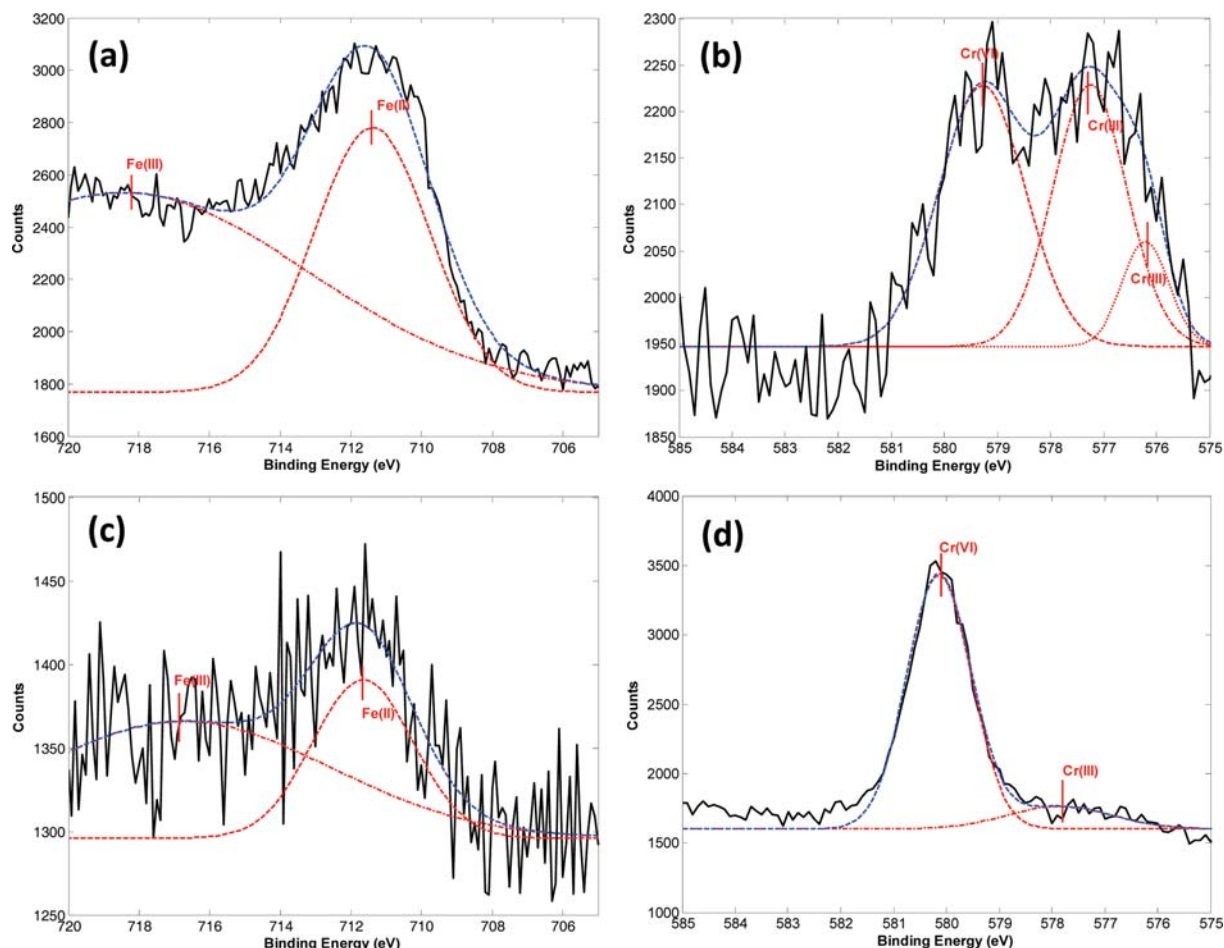 (a)
3200
3000
2800
2600
2400
2200
2000
1800
1600
Counts
Fe(III)
Fe(II)
720 718 716 714 712 710 708 706
Binding Energy (eV)
(b)
2300
2250
2200
2150
2100
2050
2000
1950
1900
1850
Counts
Cr(VI)
Cr(III)
Cr(III)
585 584 583 582 581 580 579 578 577 576 575
Binding Energy (eV)
(c)
1500
1450
1400
1350
1300
1250
Counts
Fe(III)
Fe(II)
720 718 716 714 712 710 708 706
Binding Energy (eV)
(d)
4000
3500
3000
2500
2000
1500
1000
Counts
Cr(VI)
Cr(III)
585 584 583 582 581 580 579 578 577 576 575
Binding Energy (eV)